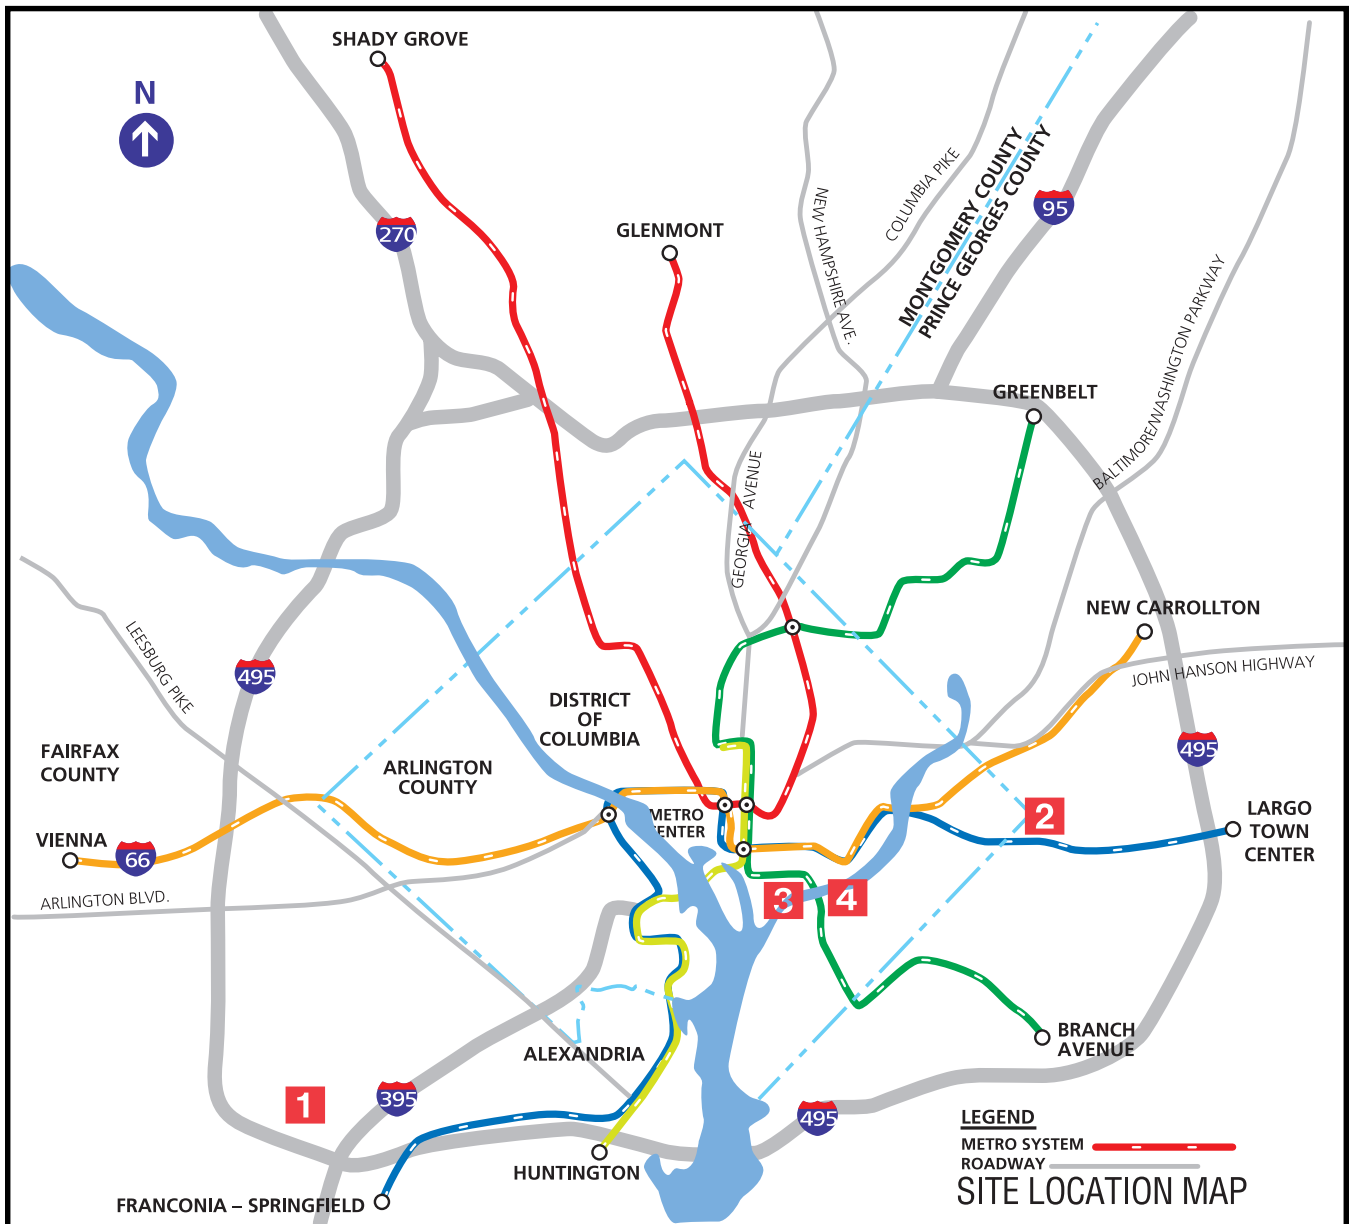 SHADY GROVE
N
270
GLENMONT
NEW HAMPSHIRE AVE.
COLUMBIA PIKE
MONTGOMERY COUNTY
PRINCE GEORGES COUNTY
95
GREENBELT
BALTIMORE/WASHINGTON PARKWAY
GEORGIA AVENUE
NEW CARROLLTON
JOHN HANSON HIGHWAY
LEESBURG PIKE
495
DISTRICT
OF
COLUMBIA
FAIRFAX
COUNTY
ARLINGTON
COUNTY
495
METRO
CENTER
2
LARGO
TOWN
CENTER
VIENNA
66
ARLINGTON BLVD.
3
4
BRANCH
AVENUE
ALEXANDRIA
1
395
495
HUNTINGTON
FRANCONIA – SPRINGFIELD
LEGEND
METRO SYSTEM
ROADWAY
SITE LOCATION MAP